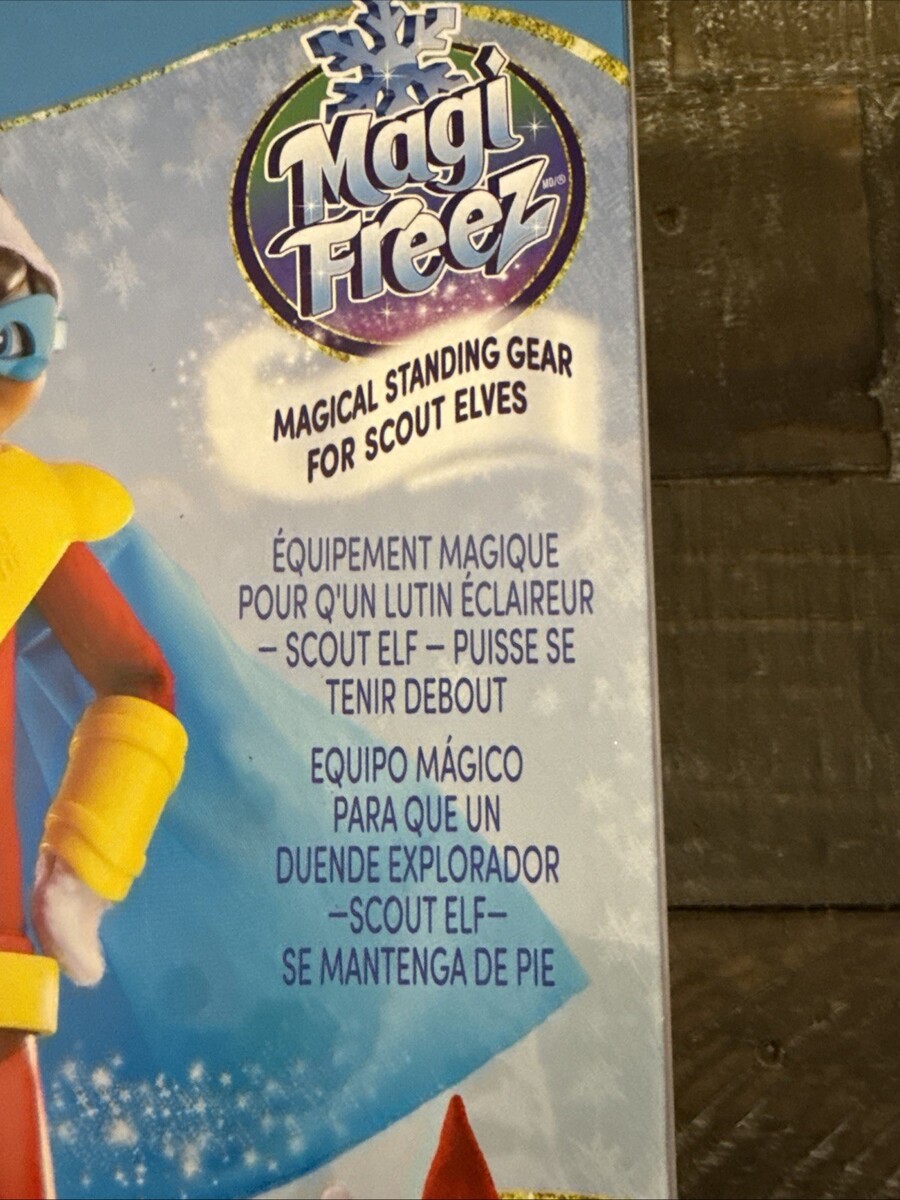 Magi
FreeZ MD/®
MAGICAL STANDING GEAR
FOR SCOUT ELVES
ÉQUIPEMENT MAGIQUE
POUR Q'UN LUTIN ÉCLAIREUR
– SCOUT ELF – PUISSE SE
TENIR DEBOUT
EQUIPO MÁGICO
PARA QUE UN
DUENDE EXPLORADOR
–SCOUT ELF–
SE MANTENGA DE PIE